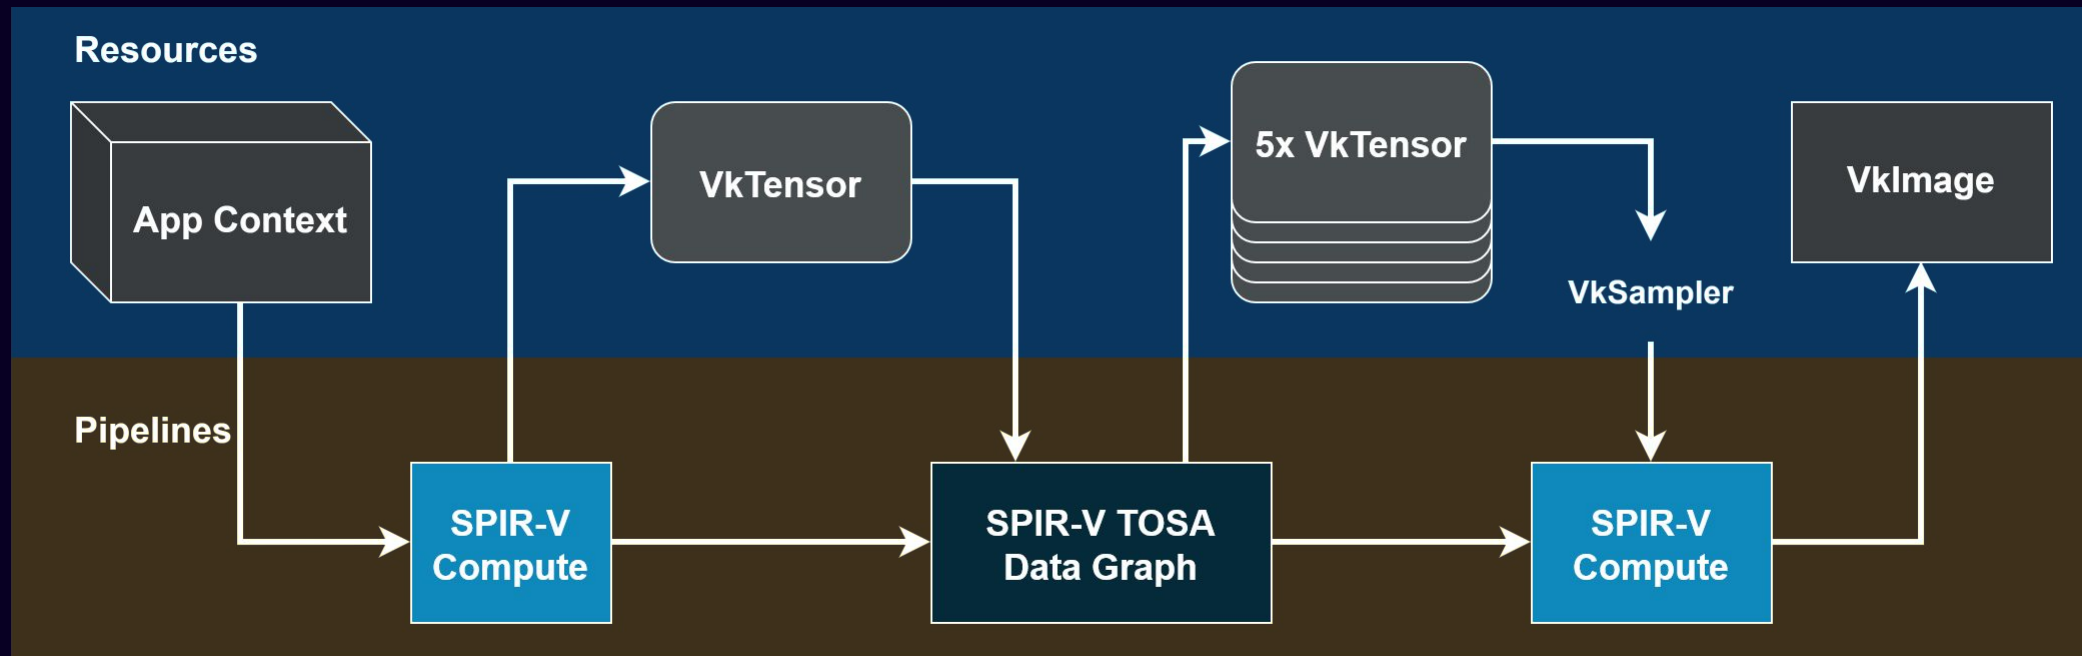 Resources
App Context
VkTensor
5x VkTensor
VkSampler
VkImage
Pipelines
SPIR-V
Compute
SPIR-V TOSA
Data Graph
SPIR-V
Compute